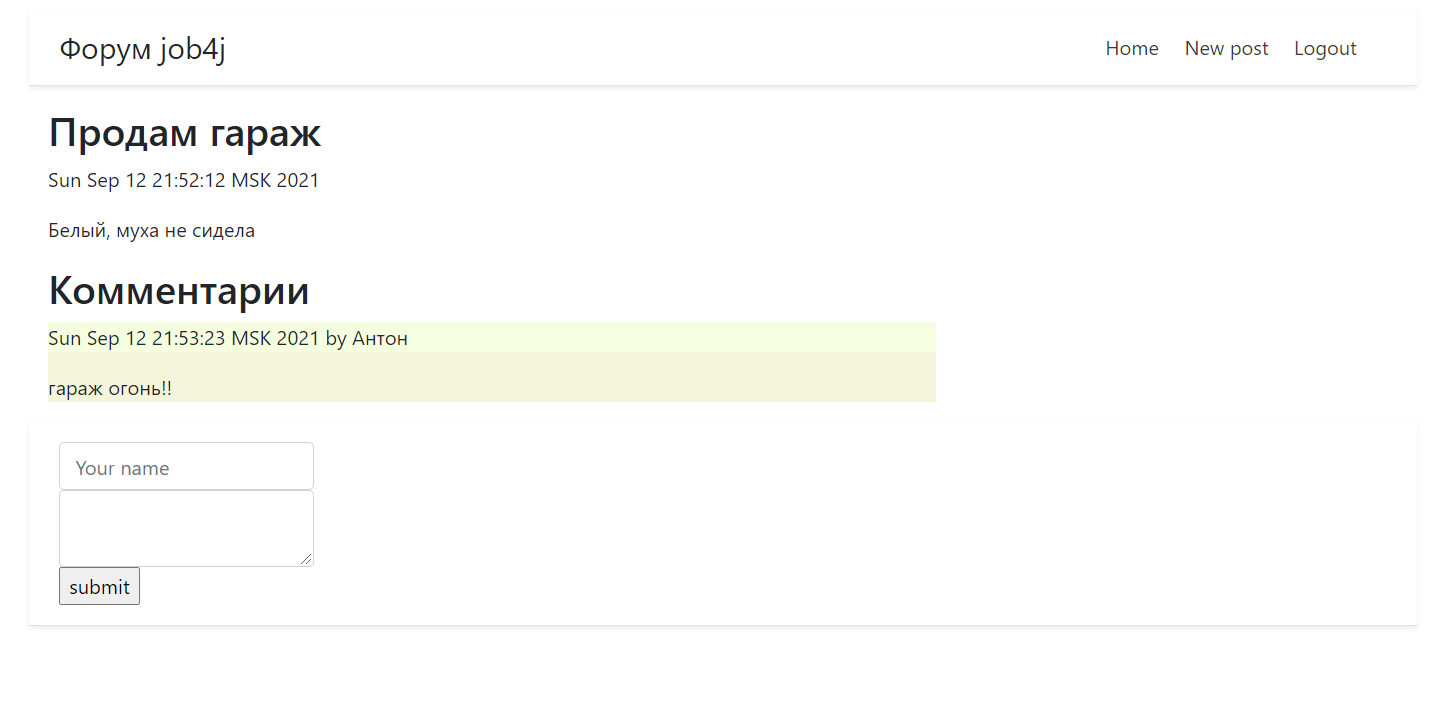 Форум job4j
Home New post Logout
Продам гараж
Sun Sep 12 21:52:12 MSK 2021
Белый, муха не сидела
Комментарии
Sun Sep 12 21:53:23 MSK 2021 by Антон
гараж огонь!!
Your name
submit